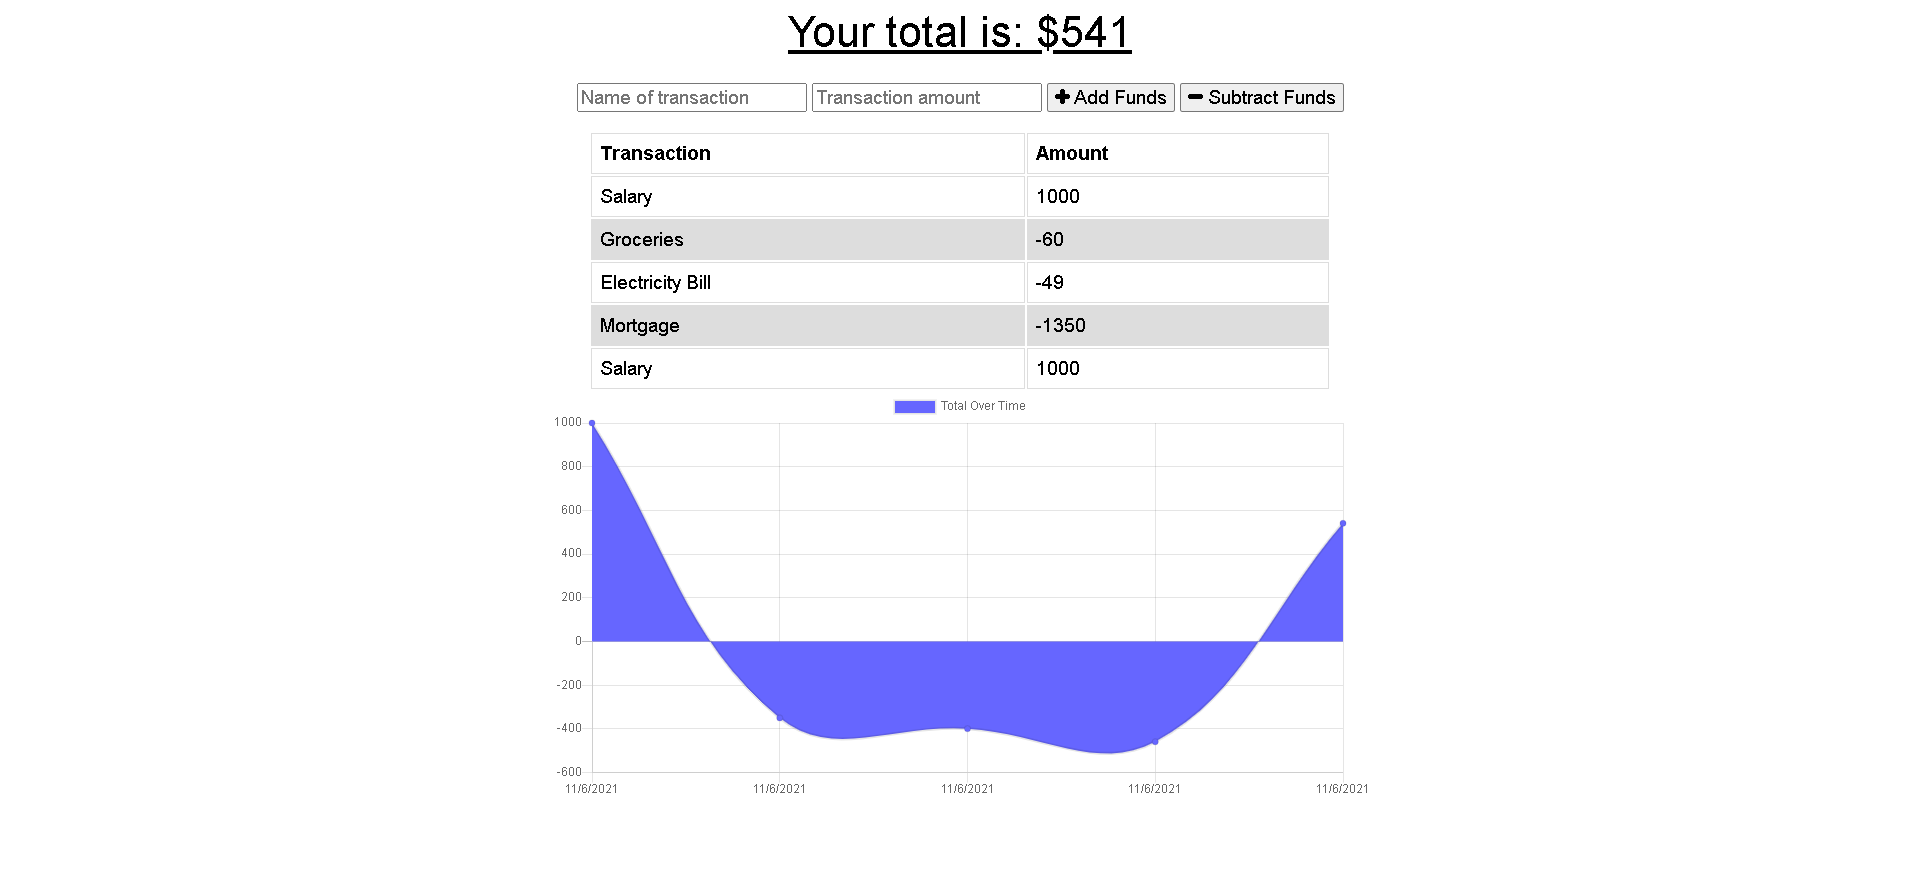 Your total is: $541
Name of transaction Transaction amount Add Funds Subtract Funds
Transaction Amount
Salary 1000
Groceries -60
Electricity Bill -49
Mortgage -1350
Salary 1000
Total Over Time
1000
800
600
400
200
0
-200
-400
-600
11/6/2021 11/6/2021 11/6/2021 11/6/2021 11/6/2021